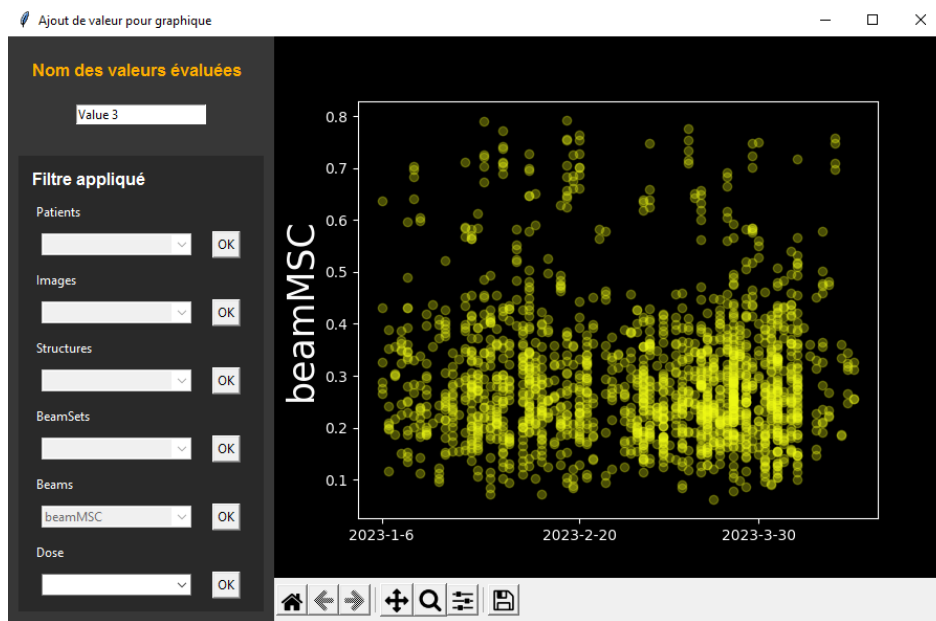 Ajout de valeur pour graphique
Nom des valeurs évaluées
Value 3
Filtre appliqué
Patients
OK
Images
OK
Structures
OK
BeamSets
OK
Beams
beamMSC
OK
Dose
OK
beamMSC
0.8
0.7
0.6
0.5
0.4
0.3
0.2
0.1
2023-1-6
2023-2-20
2023-3-30